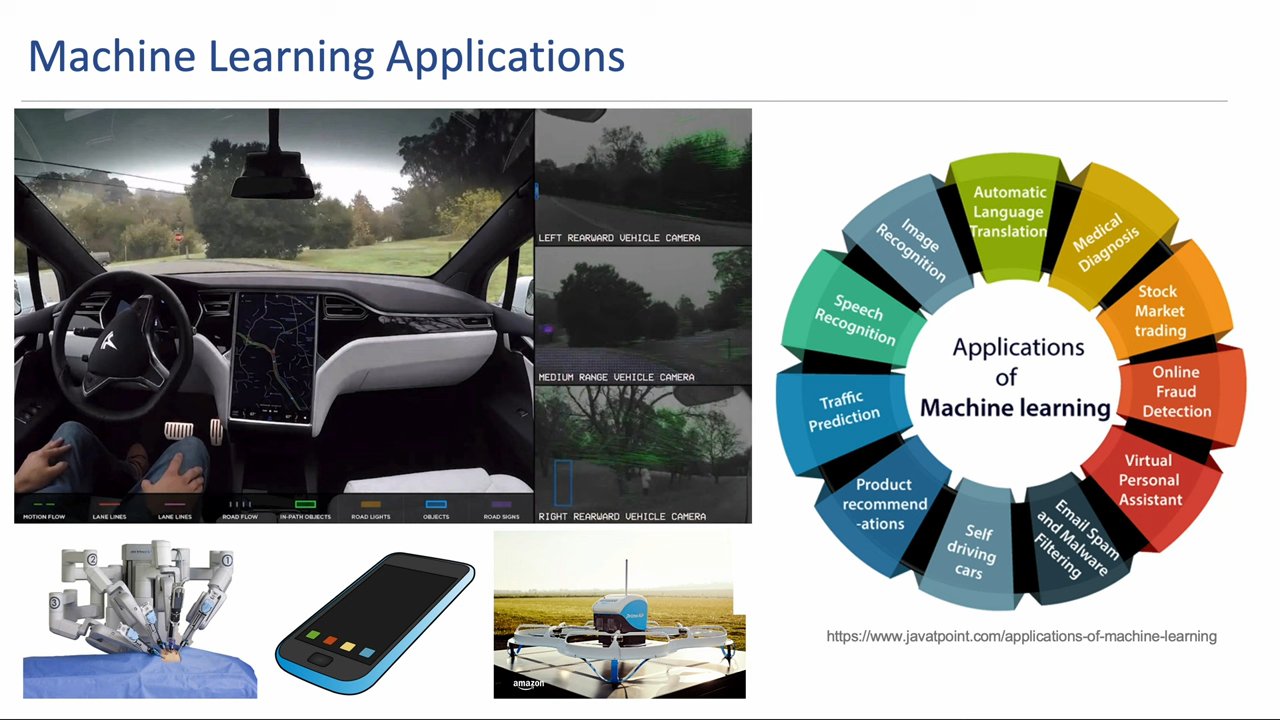 Machine Learning Applications
LEFT REARWARD VEHICLE CAMERA
MEDIUM RANGE VEHICLE CAMERA
RIGHT REARWARD VEHICLE CAMERA
MOTION FLOW
LANE LINES
LANE LINES
ROAD FLOW
IN-PATH OBJECTS
ROAD LIGHTS
OBJECTS
ROAD SIGNS
1
2
3
amazon
Applications
of
Machine learning
Automatic
Language
Translation
Medical
Diagnosis
Stock
Market
trading
Online
Fraud
Detection
Virtual
Personal
Assistant
Email Spam
and Malware
Filtering
Self
driving
cars
Product
recommend
-ations
Traffic
Prediction
Speech
Recognition
Image
Recognition
https://www.javatpoint.com/applications-of-machine-learning